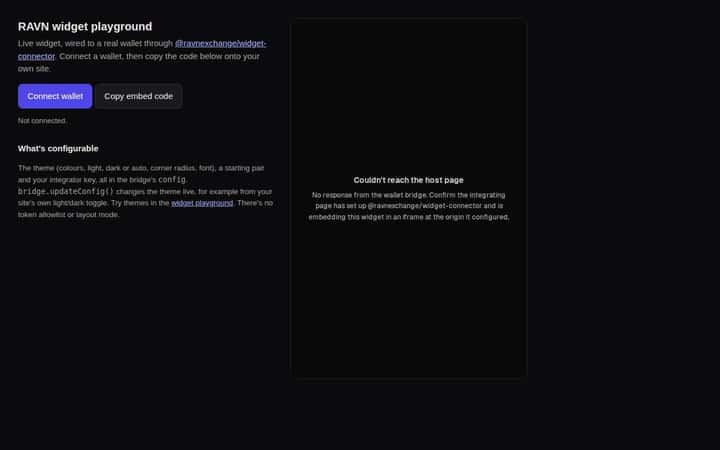 RAVN widget playground
Live widget, wired to a real wallet through @ravnexchange/widget-
connector. Connect a wallet, then copy the code below onto your
own site.
Connect wallet
Copy embed code
Not connected.
What's configurable
The theme (colours, light, dark or auto, corner radius, font), a starting pair
and your integrator key, all in the bridge's config.
bridge.updateConfig() changes the theme live, for example from your
site's own light/dark toggle. Try themes in the widget playground. There's no
token allowlist or layout mode.
Couldn't reach the host page
No response from the wallet bridge. Confirm the integrating
page has set up @ravnexchange/widget-connector and is
embedding this widget in an iframe at the origin it configured.